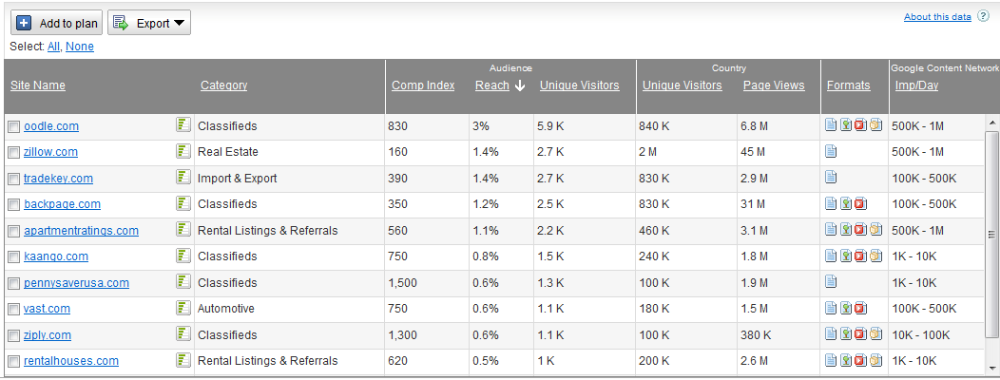 Add to plan Export About this data ?
Select: All, None
Audience Country Google Content Network
Site Name Category Comp Index Reach Unique Visitors Unique Visitors Page Views Formats Imp/Day
oodle.com Classifieds 830 3% 5.9 K 840 K 6.8 M 500K - 1M
zillow.com Real Estate 160 1.4% 2.7 K 2 M 45 M 500K - 1M
tradekey.com Import & Export 390 1.4% 2.7 K 830 K 2.9 M 100K - 500K
backpage.com Classifieds 350 1.2% 2.5 K 830 K 31 M 100K - 500K
apartmentratings.com Rental Listings & Referrals 560 1.1% 2.2 K 460 K 3.1 M 500K - 1M
kaango.com Classifieds 750 0.8% 1.5 K 240 K 1.8 M 1K - 10K
pennysaverusa.com Classifieds 1,500 0.6% 1.3 K 100 K 1.9 M 1K - 10K
vast.com Automotive 750 0.6% 1.1 K 180 K 1.5 M 100K - 500K
ziply.com Classifieds 1,300 0.6% 1.1 K 100 K 380 K 10K - 100K
rentalhouses.com Rental Listings & Referrals 620 0.5% 1 K 200 K 2.6 M 1K - 10K